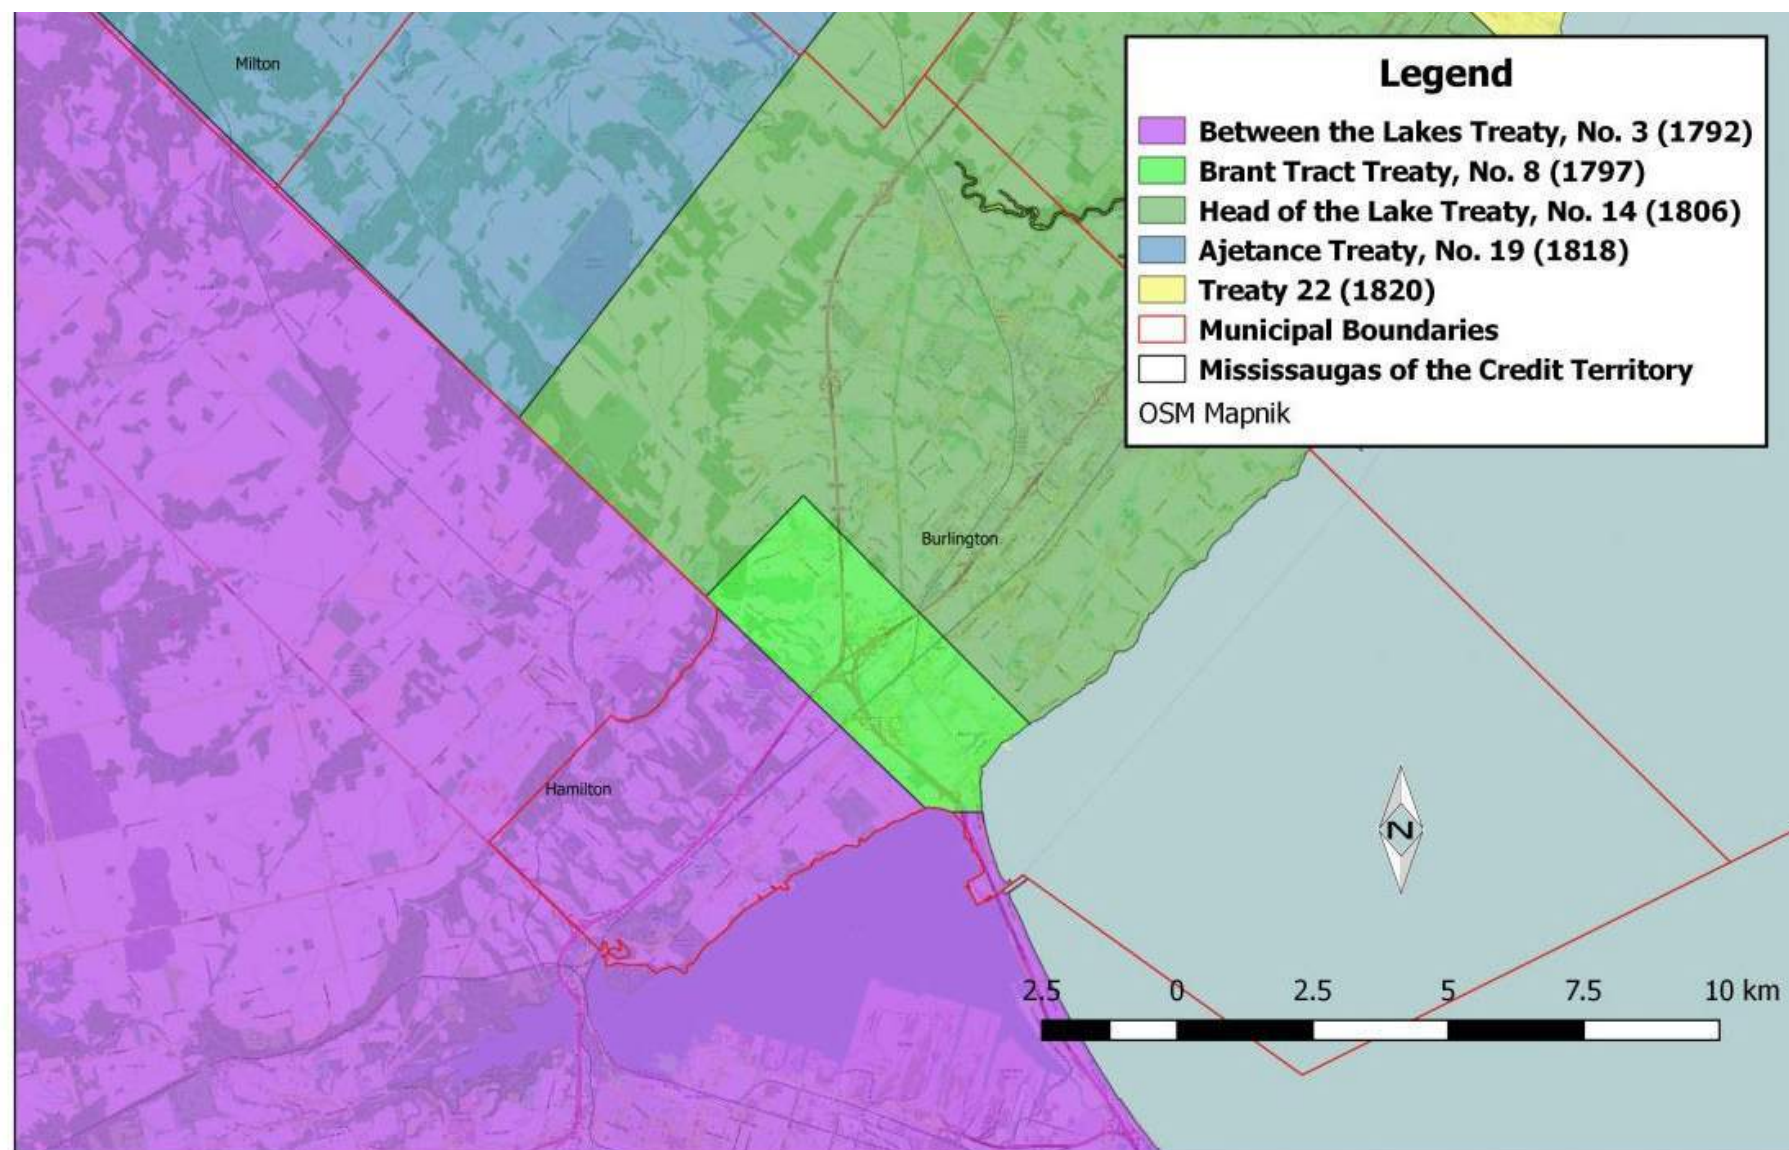 Milton
Legend
Between the Lakes Treaty, No. 3 (1792)
Brant Tract Treaty, No. 8 (1797)
Head of the Lake Treaty, No. 14 (1806)
Ajetance Treaty, No. 19 (1818)
Treaty 22 (1820)
Municipal Boundaries
Mississaugas of the Credit Territory
OSM Mapnik
Burlington
Hamilton
N
2.5 0 2.5 5 7.5 10 km